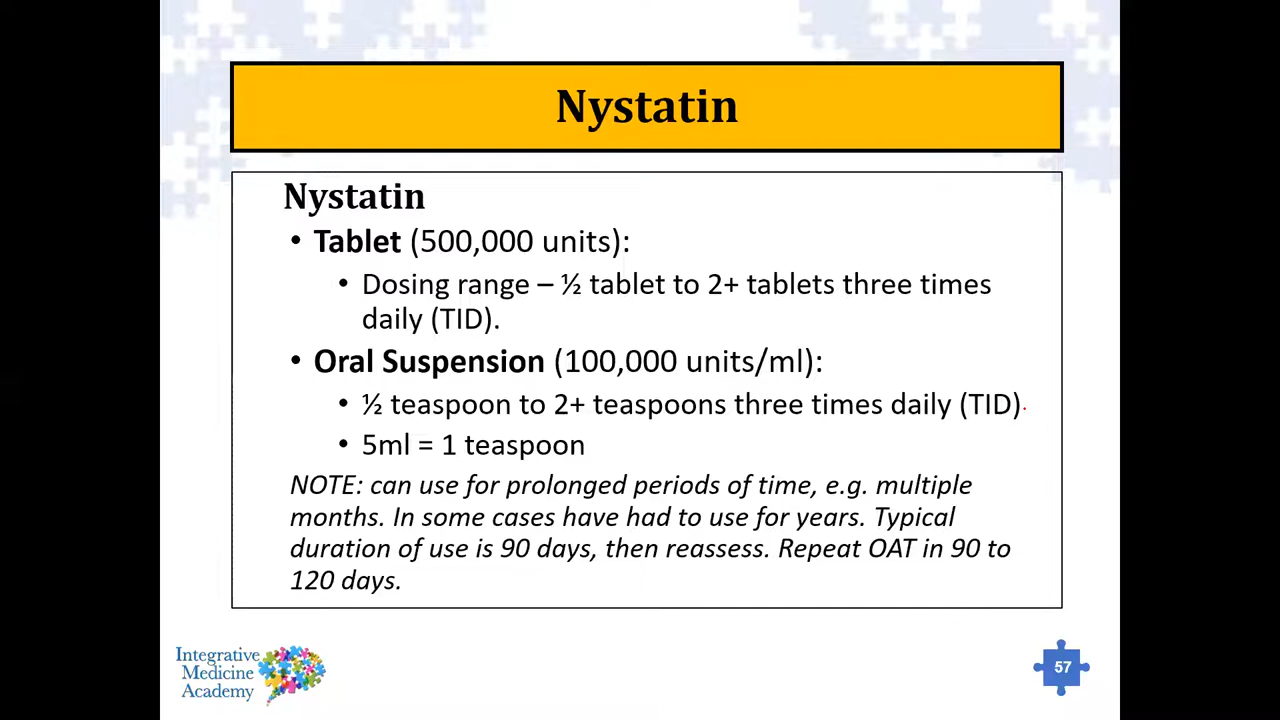 Nystatin
Nystatin
• Tablet (500,000 units):
• Dosing range – ½ tablet to 2+ tablets three times
daily (TID).
• Oral Suspension (100,000 units/ml):
• ½ teaspoon to 2+ teaspoons three times daily (TID)
• 5ml = 1 teaspoon
NOTE: can use for prolonged periods of time, e.g. multiple
months. In some cases have had to use for years. Typical
duration of use is 90 days, then reassess. Repeat OAT in 90 to
120 days.
Integrative
Medicine
Academy
57